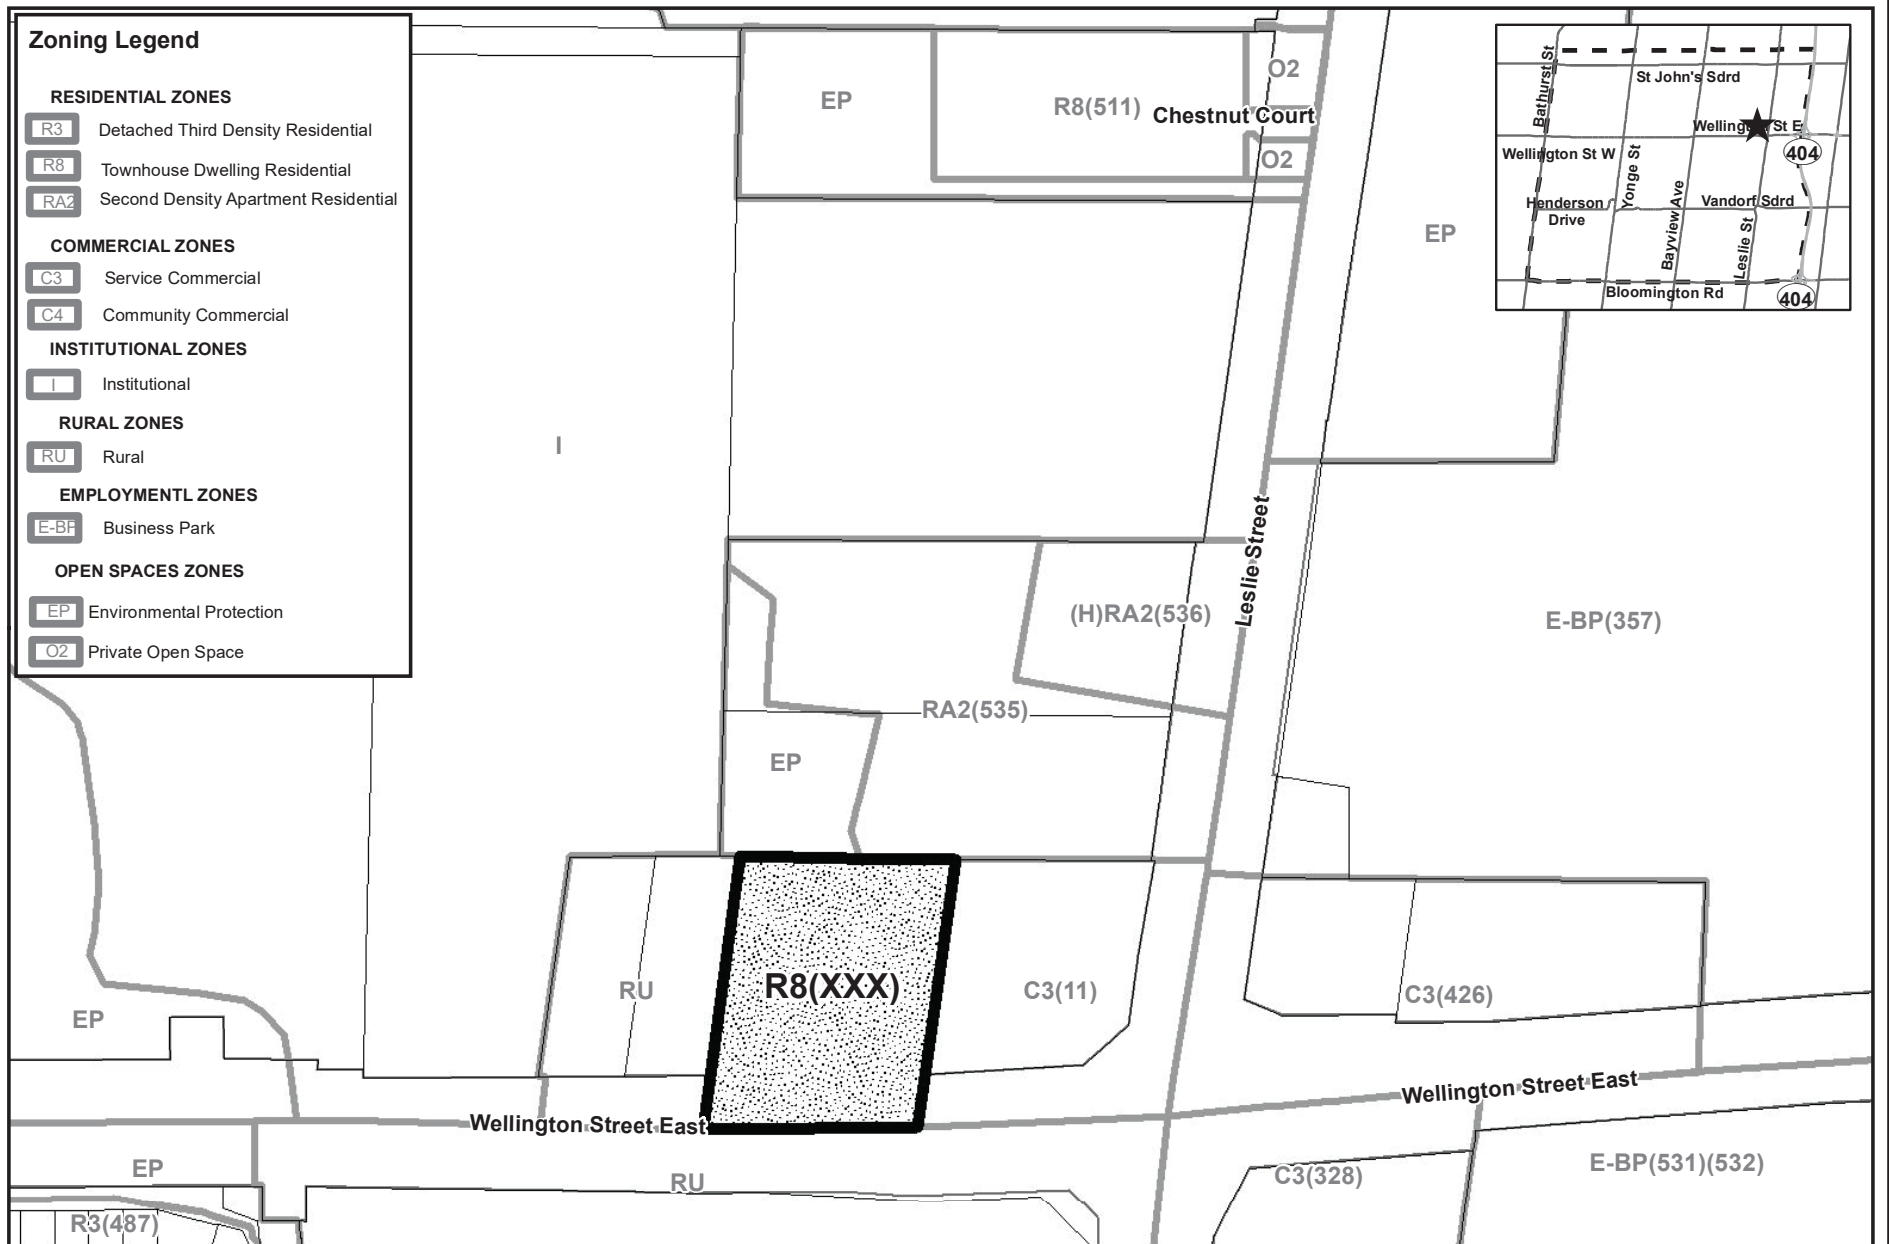 Zoning Legend
RESIDENTIAL ZONES
R3 Detached Third Density Residential
R8 Townhouse Dwelling Residential
RA2 Second Density Apartment Residential
COMMERCIAL ZONES
C3 Service Commercial
C4 Community Commercial
INSTITUTIONAL ZONES
I Institutional
RURAL ZONES
RU Rural
EMPLOYMENTL ZONES
E-BP Business Park
OPEN SPACES ZONES
EP Environmental Protection
O2 Private Open Space
EP
R8(511)
O2
Chestnut Court
O2
EP
Bathurst St
St John's Sdrd
Wellington St E
Wellington St W
404
Yonge St
Henderson
Drive
Bayview Ave
Vandorf Sdrd
Leslie St
Bloomington Rd
404
I
Leslie Street
(H)RA2(536)
E-BP(357)
RA2(535)
EP
RU
R8(XXX)
C3(11)
C3(426)
EP
Wellington Street East
Wellington Street East
EP
RU
C3(328)
E-BP(531)(532)
R3(487)